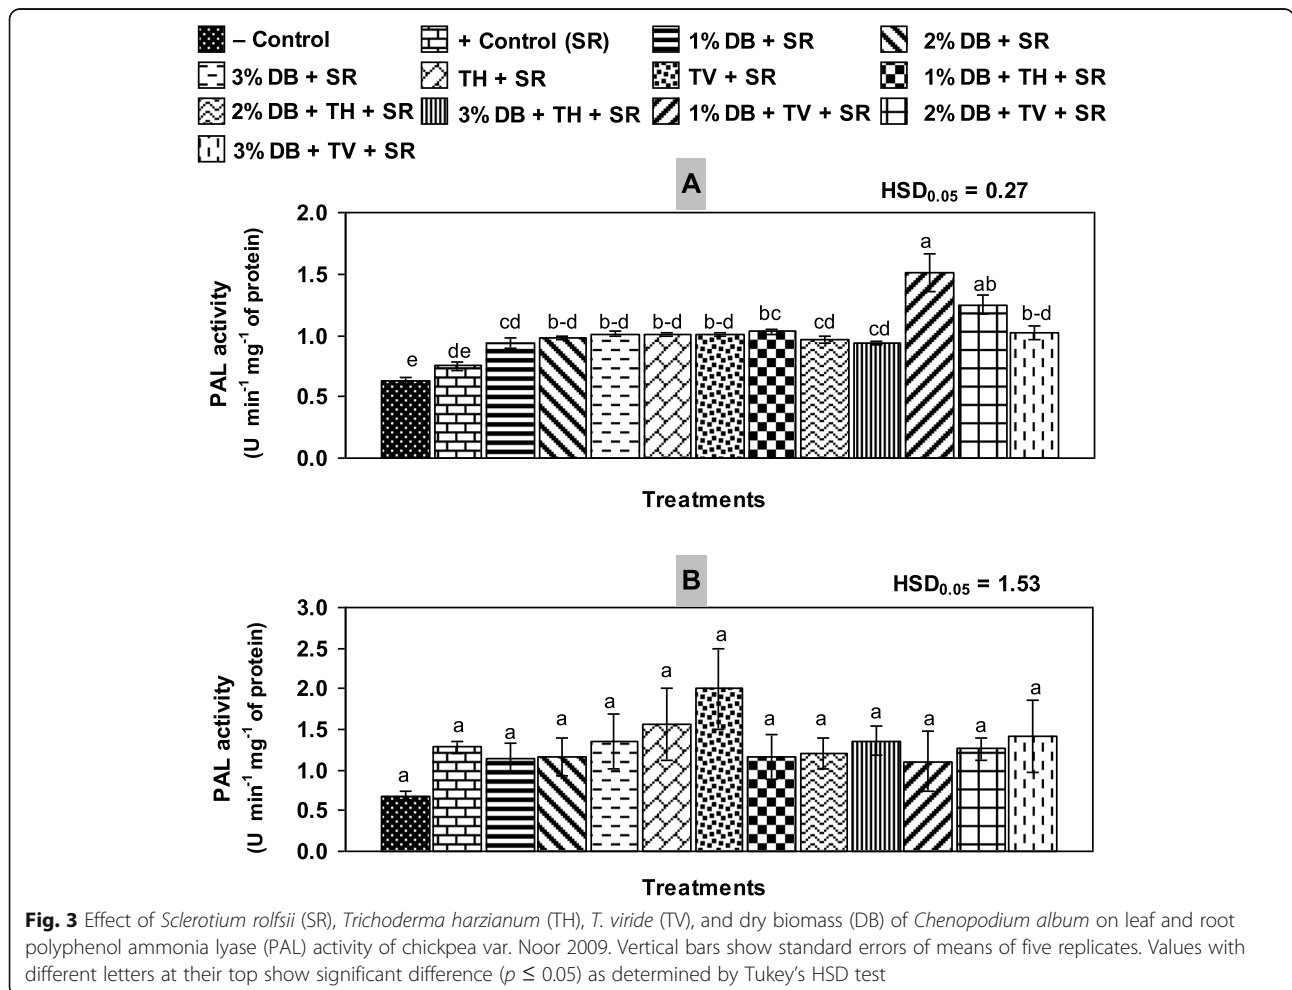 – Control
+ Control (SR)
1% DB + SR
2% DB + SR
3% DB + SR
TH + SR
TV + SR
1% DB + TH + SR
2% DB + TH + SR
3% DB + TH + SR
1% DB + TV + SR
2% DB + TV + SR
3% DB + TV + SR
A
HSD0.05 = 0.27
PAL activity
(U min-1 mg-1 of protein)
2.0
1.5
1.0
0.5
0.0
e
de
cd
b-d
b-d
b-d
b-d
bc
cd
cd
a
ab
b-d
Treatments
B
HSD0.05 = 1.53
PAL activity
(U min-1 mg-1 of protein)
3.0
2.5
2.0
1.5
1.0
0.5
0.0
a
a
a
a
a
a
a
a
a
a
a
a
a
Treatments
Fig. 3 Effect of Sclerotium rolfsii (SR), Trichoderma harzianum (TH), T. viride (TV), and dry biomass (DB) of Chenopodium album on leaf and root
polyphenol ammonia lyase (PAL) activity of chickpea var. Noor 2009. Vertical bars show standard errors of means of five replicates. Values with
different letters at their top show significant difference (p ≤ 0.05) as determined by Tukey's HSD test